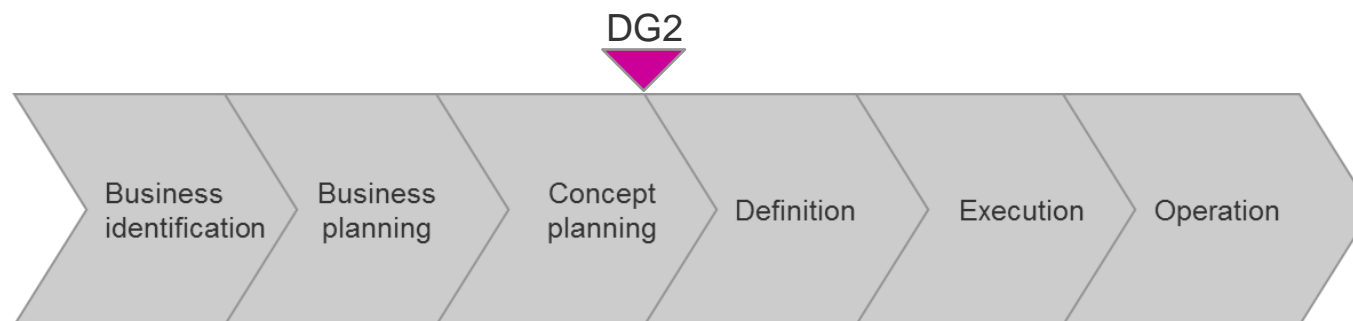 DG2
Business
identification
Business
planning
Concept
planning
Definition
Execution
Operation